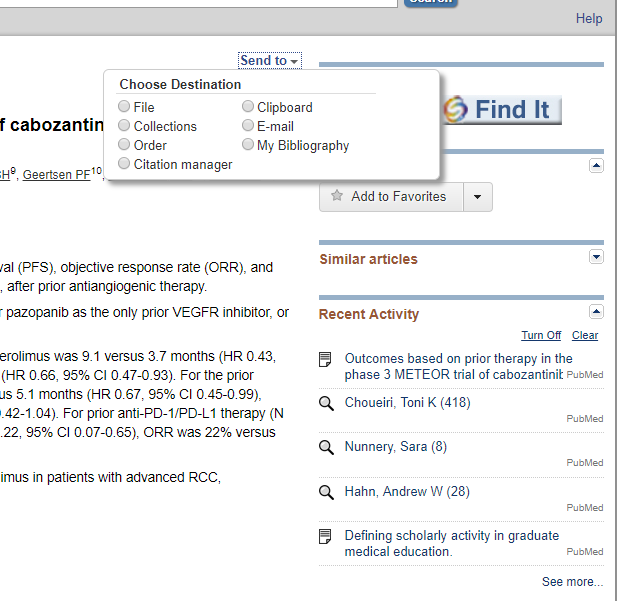 Search
Help
Send to
Choose Destination
File
Clipboard
Collections
E-mail
Order
My Bibliography
Citation manager
Find It
f cabozantin
SH9, Geertsen PF10,
Add to Favorites
val (PFS), objective response rate (ORR), and
, after prior antiangiogenic therapy.
r pazopanib as the only prior VEGFR inhibitor, or
erolimus was 9.1 versus 3.7 months (HR 0.43,
(HR 0.66, 95% CI 0.47-0.93). For the prior
us 5.1 months (HR 0.67, 95% CI 0.45-0.99),
.42-1.04). For prior anti-PD-1/PD-L1 therapy (N
.22, 95% CI 0.07-0.65), ORR was 22% versus
imus in patients with advanced RCC,
Similar articles
Recent Activity
Turn Off Clear
Outcomes based on prior therapy in the
phase 3 METEOR trial of cabozantinib PubMed
Choueiri, Toni K (418)
PubMed
Nunnery, Sara (8)
PubMed
Hahn, Andrew W (28)
PubMed
Defining scholarly activity in graduate
medical education. PubMed
See more...